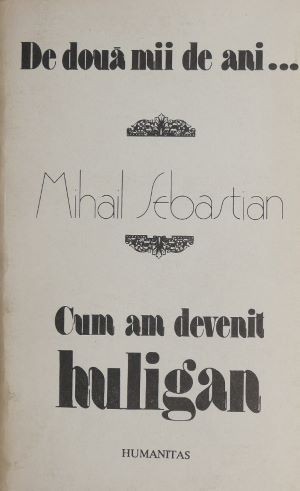 De două mii de ani...
Mihail Sebastian
Cum am devenit
huligan
HUMANITAS